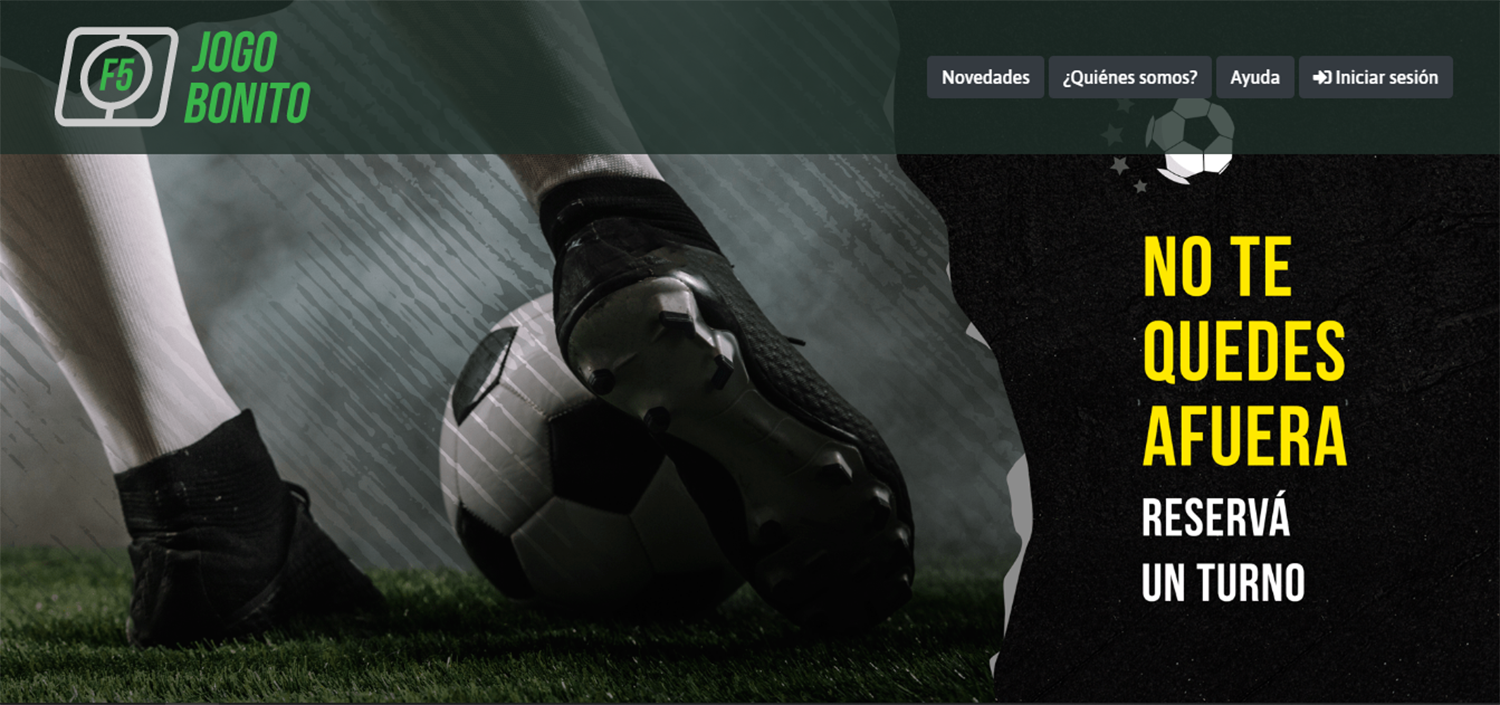 F5
JOGO
BONITO
Novedades
¿Quiénes somos?
Ayuda
Iniciar sesión
NO TE
QUEDES
AFUERA
RESERVÁ
UN TURNO